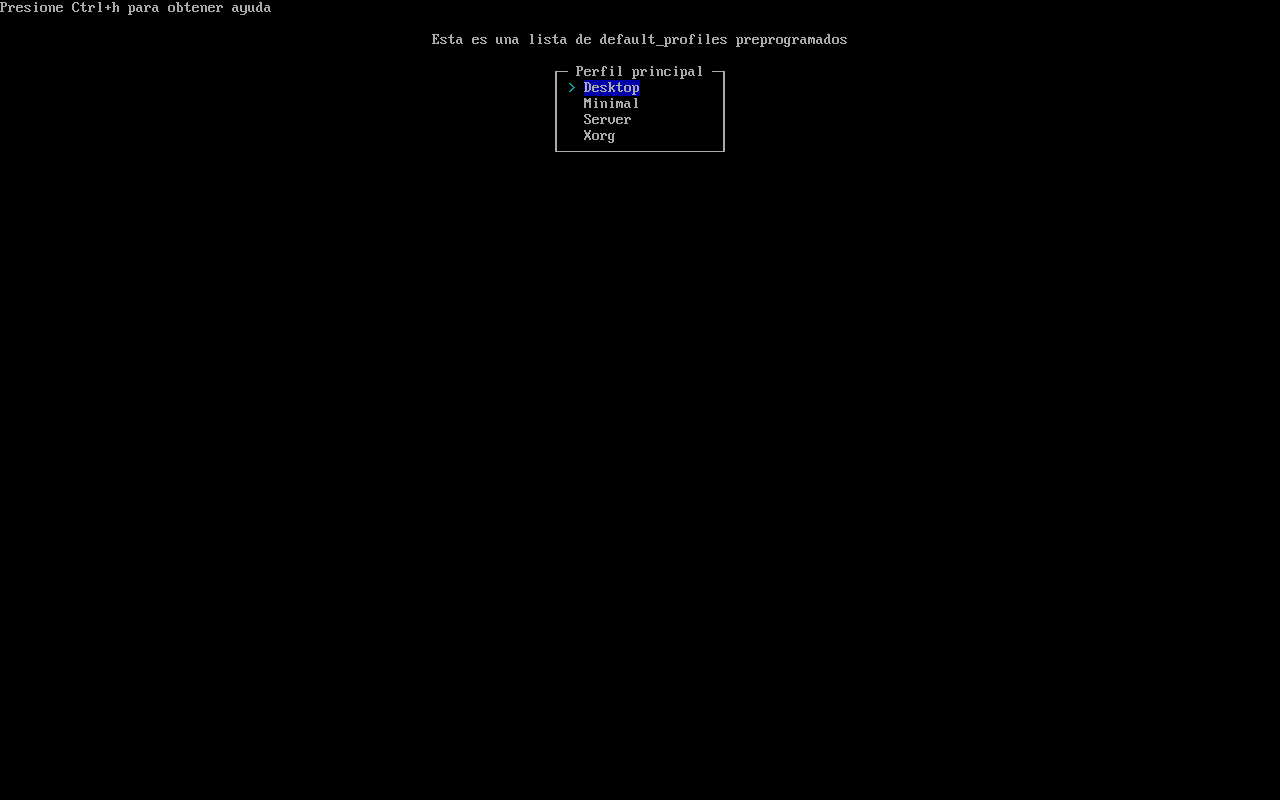 Presione Ctrl+h para obtener ayuda
Esta es una lista de default_profiles preprogramados
Perfil principal
> Desktop
Minimal
Server
Xorg